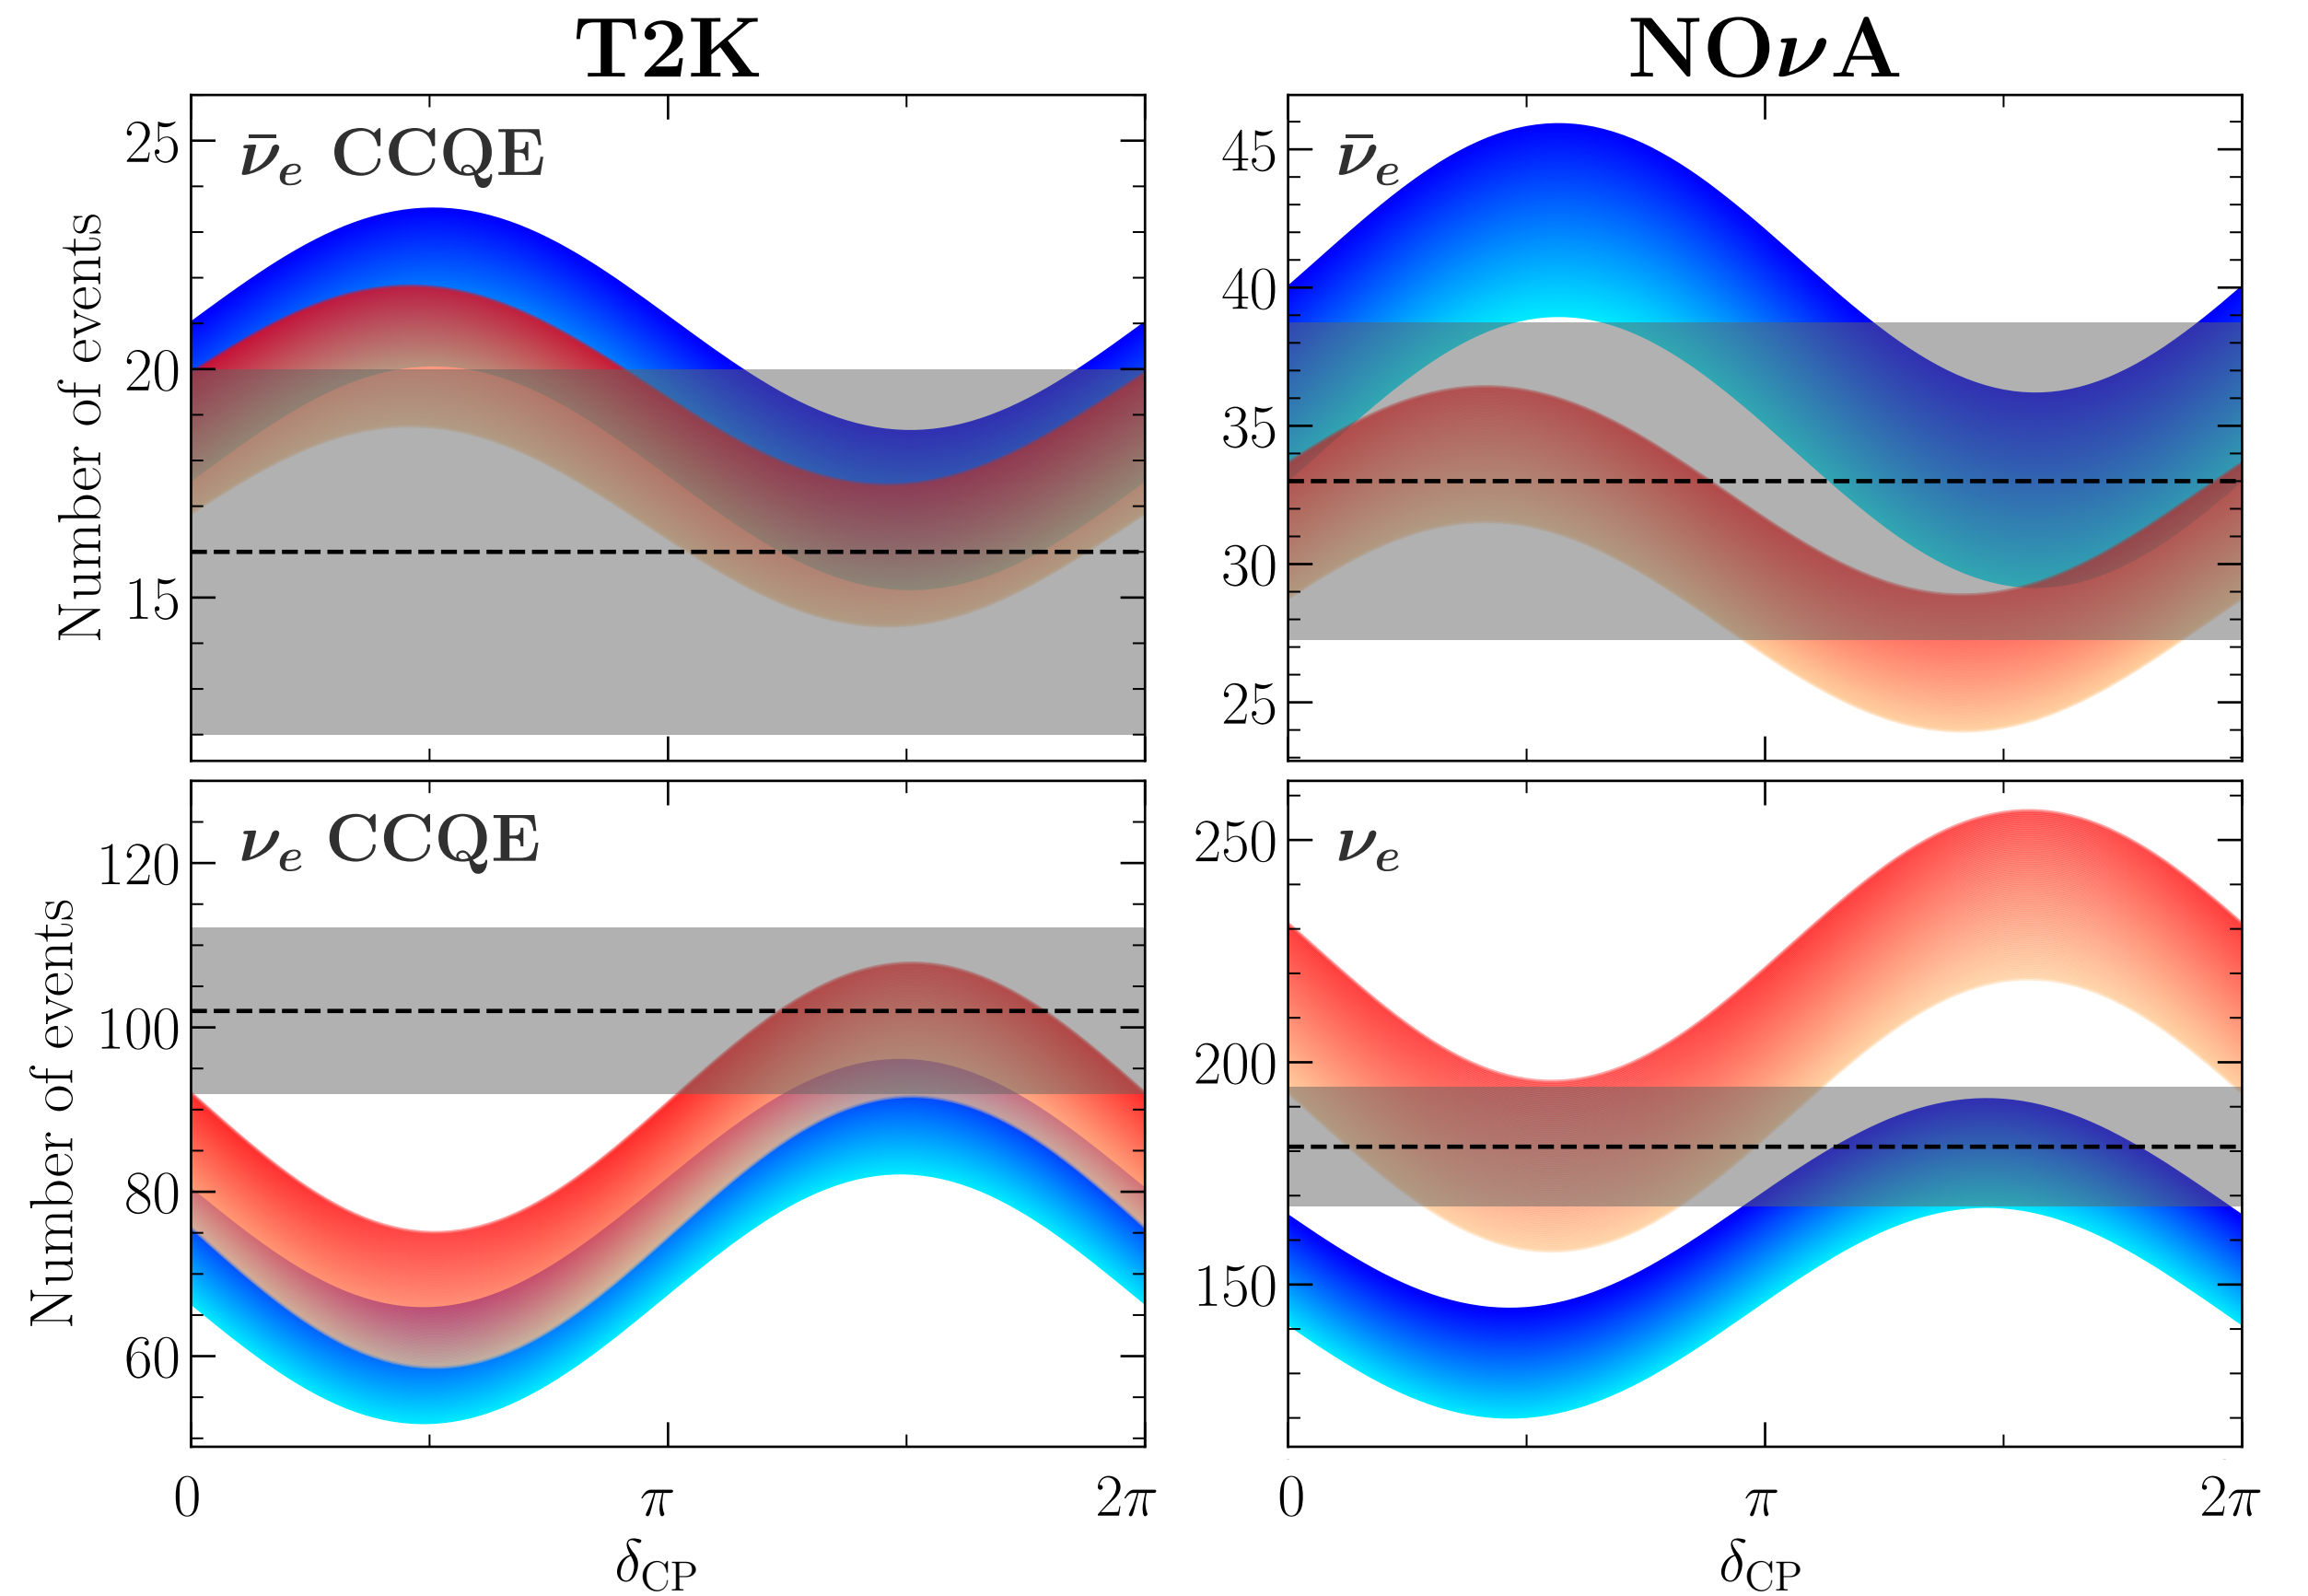 T2K
NOνA
Number of events
ν̄e CCQE
25
20
15
ν̄e
45
40
35
30
25
Number of events
νe CCQE
120
100
80
60
νe
250
200
150
0 π 2π
δCP
0 π 2π
δCP